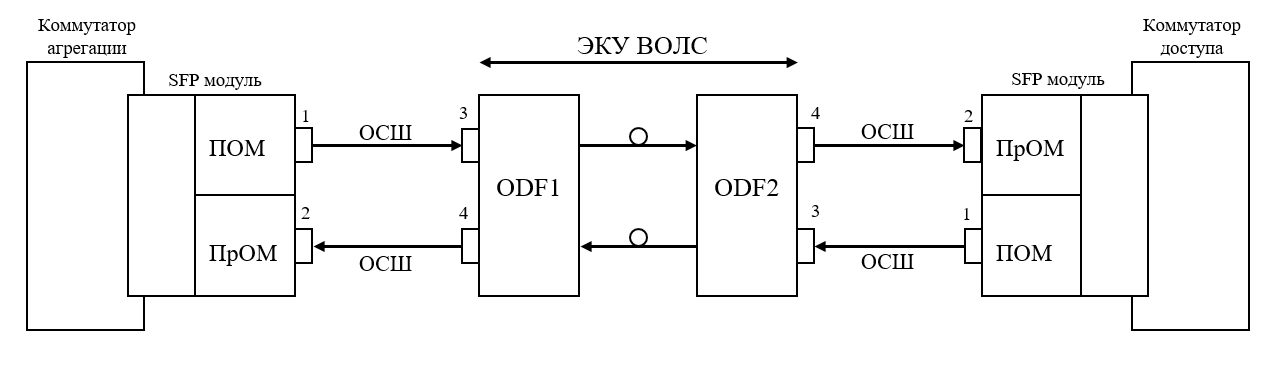 Коммутатор
агрегации
SFP модуль
ПОМ
ПрОМ
1
2
ОСШ
ОСШ
3
4
ЭКУ ВОЛС
ODF1
ODF2
4
3
ОСШ
ОСШ
2
1
SFP модуль
ПрОМ
ПОМ
Коммутатор
доступа